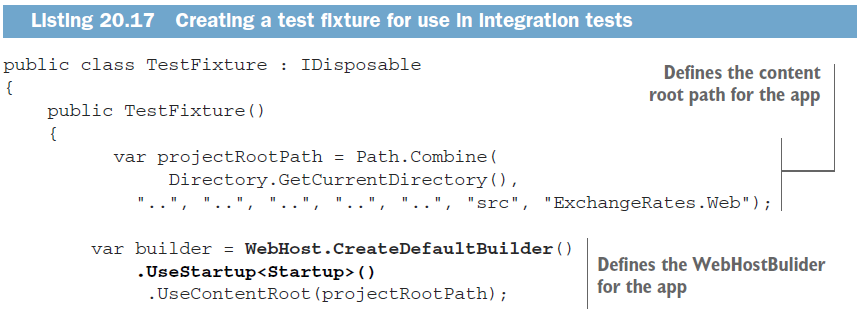 Listing 20.17 Creating a test fixture for use in integration tests
public class TestFixture : IDisposable
{
Defines the content
root path for the app
public TestFixture()
{
var projectRootPath = Path.Combine(
Directory.GetCurrentDirectory(),
"..", "..", "..", "..", "..", "src", "ExchangeRates.Web");
var builder = WebHost.CreateDefaultBuilder()
.UseStartup<Startup>()
.UseContentRoot(projectRootPath);
Defines the WebHostBulider
for the app